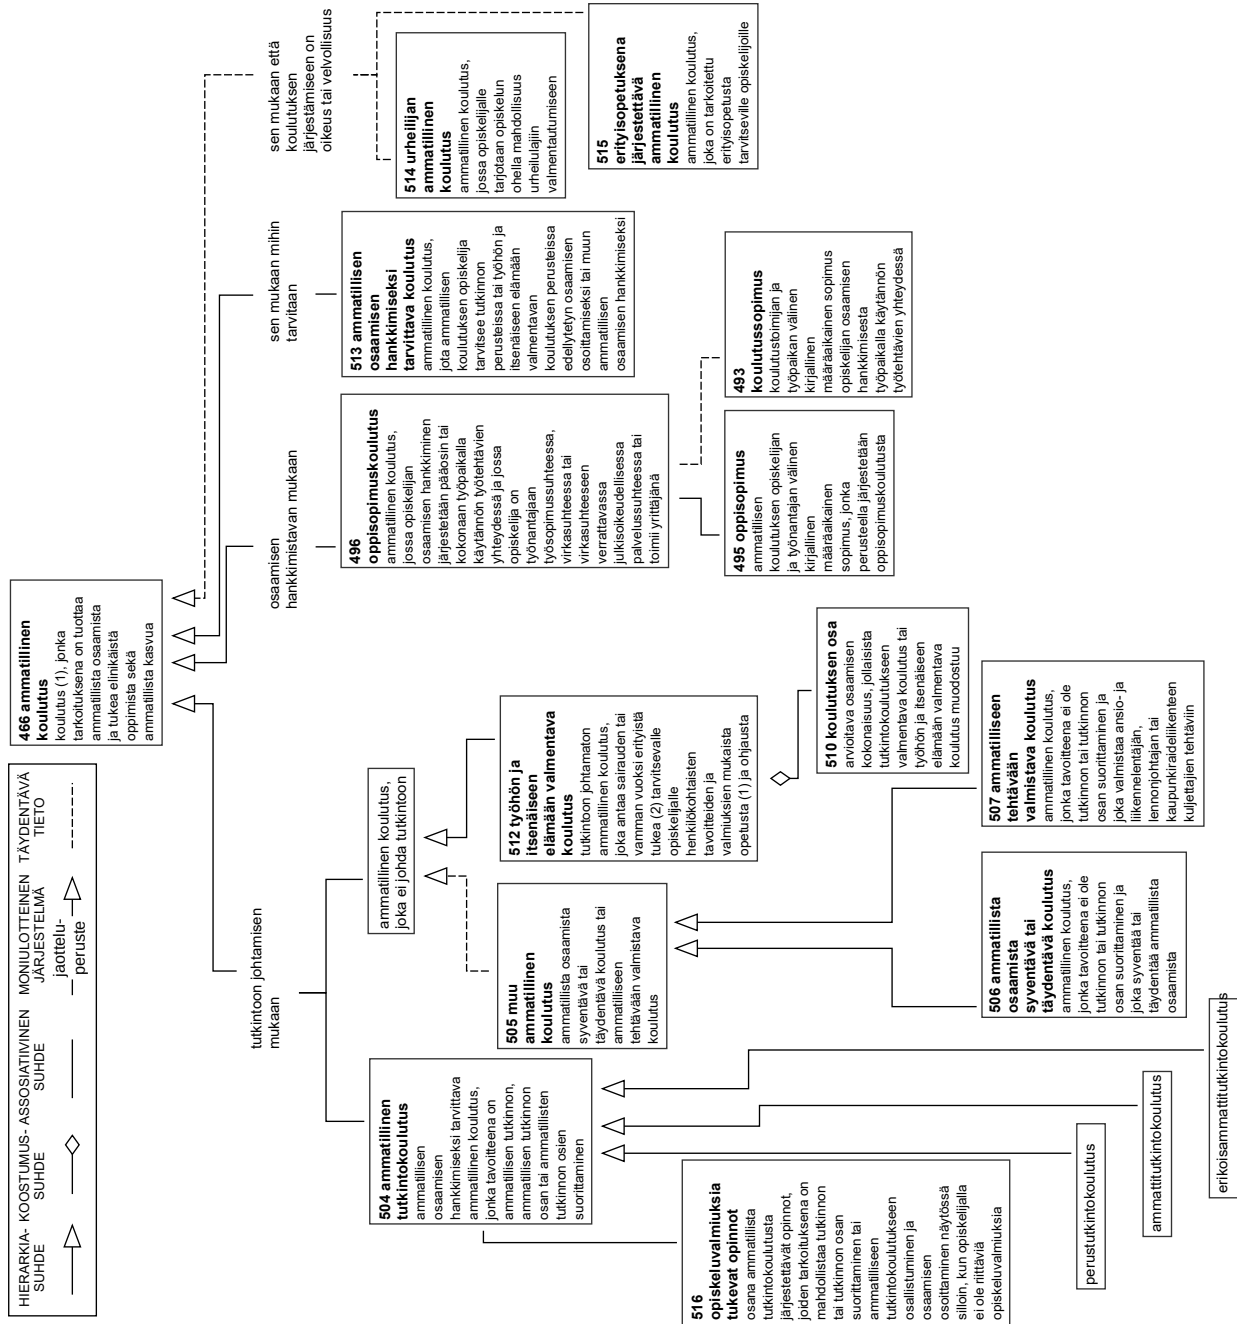 HIERARKIA- KOOSTUMUS- ASSOSIATIIVINEN MONIULOTTEINEN TÄYDENTÄVÄ
SUHDE SUHDE SUHDE JÄRJESTELMÄ TIETO
jaottelu-
peruste
466 ammatillinen
koulutus
koulutus (1), jonka
tarkoituksena on tuottaa
ammatillista osaamista
ja tukea elinikäistä
oppimista sekä
ammatillista kasvua
tutkintoon johtamisen
mukaan
osaamisen
hankkimistavan mukaan
sen mukaan mihin
tarvitaan
sen mukaan että
koulutuksen
järjestämiseen on
oikeus tai velvollisuus
504 ammatillinen
tutkintokoulutus
ammatillisen
osaamisen
hankkimiseksi tarvittava
ammatillinen koulutus,
jonka tavoitteena on
ammatillisen tutkinnon,
ammatillisen tutkinnon
osan tai ammatillisten
tutkinnon osien
suorittaminen
ammatillinen koulutus,
joka ei johda tutkintoon
505 muu
ammatillinen
koulutus
ammatillista osaamista
syventävä tai
täydentävä koulutus tai
ammatilliseen
tehtävään valmistava
koulutus
512 työhön ja
itsenäiseen
elämään valmentava
koulutus
tutkintoon johtamaton
ammatillinen koulutus,
joka antaa sairauden tai
vamman vuoksi erityistä
tukea (2) tarvitsevalle
opiskelijalle
henkilökohtaisten
tavoitteiden ja
valmiuksien mukaista
opetusta (1) ja ohjausta
496
oppisopimuskoulutus
ammatillinen koulutus,
jossa opiskelijan
osaamisen hankkiminen
järjestetään pääosin tai
kokonaan työpaikalla
käytännön työtehtävien
yhteydessä ja jossa
opiskelija on
työnantajaan
työsopimussuhteessa,
virkasuhteessa tai
virkasuhteeseen
verrattavassa
julkisoikeudellisessa
palvelussuhteessa tai
toimii yrittäjänä
513 ammatillisen
osaamisen
hankkimiseksi
tarvittava koulutus
ammatillinen koulutus,
jota ammatillisen
koulutuksen opiskelija
tarvitsee tutkinnon
perusteissa tai työhön ja
itsenäiseen elämään
valmentavan
koulutuksen perusteissa
edellytetyn osaamisen
osoittamiseksi tai muun
ammatillisen
osaamisen hankkimiseksi
514 urheilijan
ammatillinen
koulutus
ammatillinen koulutus,
jossa opiskelijalle
tarjotaan opiskelun
ohella mahdollisuus
urheilulajiin
valmentautumiseen
515
erityisopetuksena
järjestettävä
ammatillinen
koulutus
ammatillinen koulutus,
joka on tarkoitettu
erityisopetusta
tarvitseville opiskelijoille
516
opiskeluvalmiuksia
tukevat opinnot
osana ammatillista
tutkintokoulutusta
järjestettävät opinnot,
joiden tarkoituksena on
mahdollistaa tutkinnon
tai tutkinnon osan
suorittaminen tai
ammatilliseen
tutkintokoulutukseen
osallistuminen ja
osaamisen
osoittaminen näytössä
silloin, kun opiskelijalla
ei ole riittäviä
opiskeluvalmiuksia
510 koulutuksen osa
arvioitava osaamisen
kokonaisuus, jollaisista
tutkintokoulutukseen
valmentava koulutus tai
työhön ja itsenäiseen
elämään valmentava
koulutus muodostuu
495 oppisopimus
ammatillisen
koulutuksen opiskelijan
ja työnantajan välinen
kirjallinen
määräaikainen
sopimus, jonka
perusteella järjestetään
oppisopimuskoulutusta
493
koulutussopimus
koulutustoimijan ja
työpaikan välinen
kirjallinen
määräaikainen sopimus
opiskelijan osaamisen
hankkimisesta
työpaikalla käytännön
työtehtävien yhteydessä
506 ammatillista
osaamista
syventävä tai
täydentävä koulutus
ammatillinen koulutus,
jonka tavoitteena ei ole
tutkinnon tai tutkinnon
osan suorittaminen ja
joka syventää tai
täydentää ammatillista
osaamista
507 ammatilliseen
tehtävään
valmistava koulutus
ammatillinen koulutus,
jonka tavoitteena ei ole
tutkinnon tai tutkinnon
osan suorittaminen ja
joka valmistaa ansio- ja
liikennelentäjän,
lennonjohtajan tai
kaupunkiraideliikenteen
kuljettajien tehtäviin
perustutkintokoulutus
ammattitutkintokoulutus
erikoisammattitutkintokoulutus